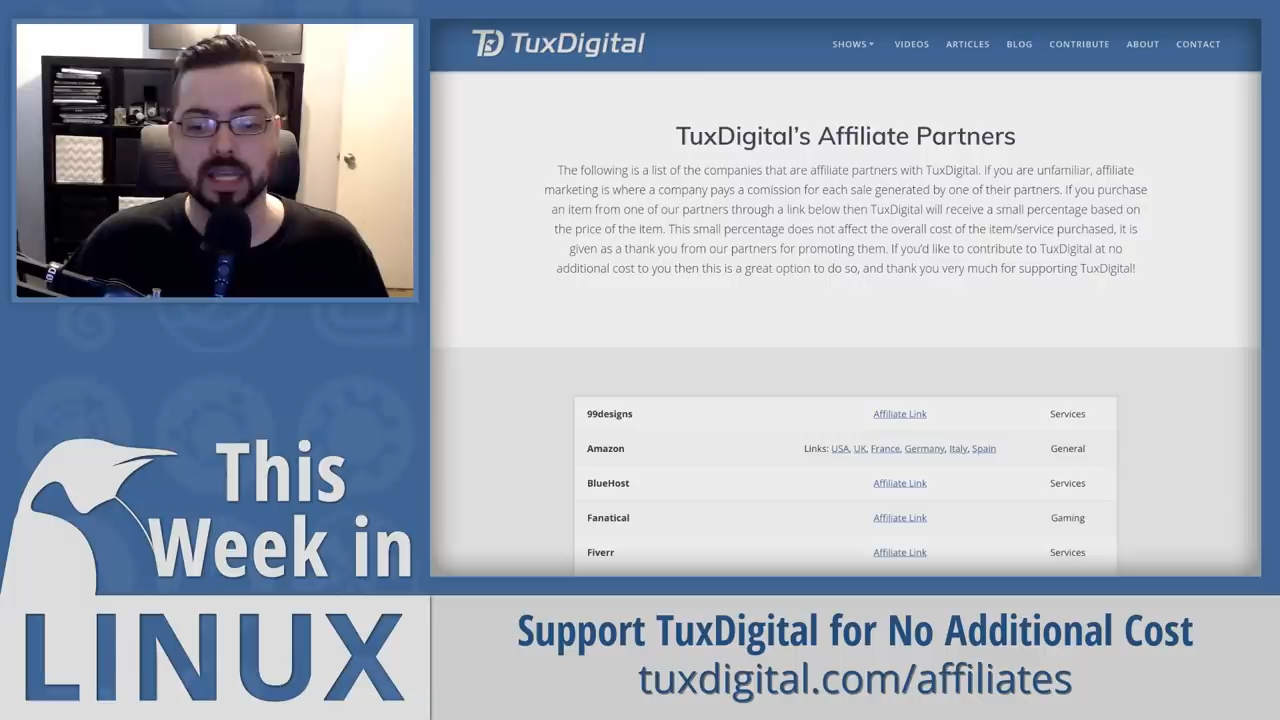 TuxDigital
SHOWS VIDEOS ARTICLES BLOG CONTRIBUTE ABOUT CONTACT
TuxDigital's Affiliate Partners
The following is a list of the companies that are affiliate partners with TuxDigital. If you are unfamiliar, affiliate
marketing is where a company pays a comission for each sale generated by one of their partners. If you purchase
an item from one of our partners through a link below then TuxDigital will receive a small percentage based on
the price of the item. This small percentage does not affect the overall cost of the item/service purchased, it is
given as a thank you from our partners for promoting them. If you'd like to contribute to TuxDigital at no
additional cost to you then this is a great option to do so, and thank you very much for supporting TuxDigital!
99designs Affiliate Link Services
Amazon Links: USA, UK, France, Germany, Italy, Spain General
BlueHost Affiliate Link Services
Fanatical Affiliate Link Gaming
Fiverr Affiliate Link Services
This
Week in
LINUX
Support TuxDigital for No Additional Cost
tuxdigital.com/affiliates